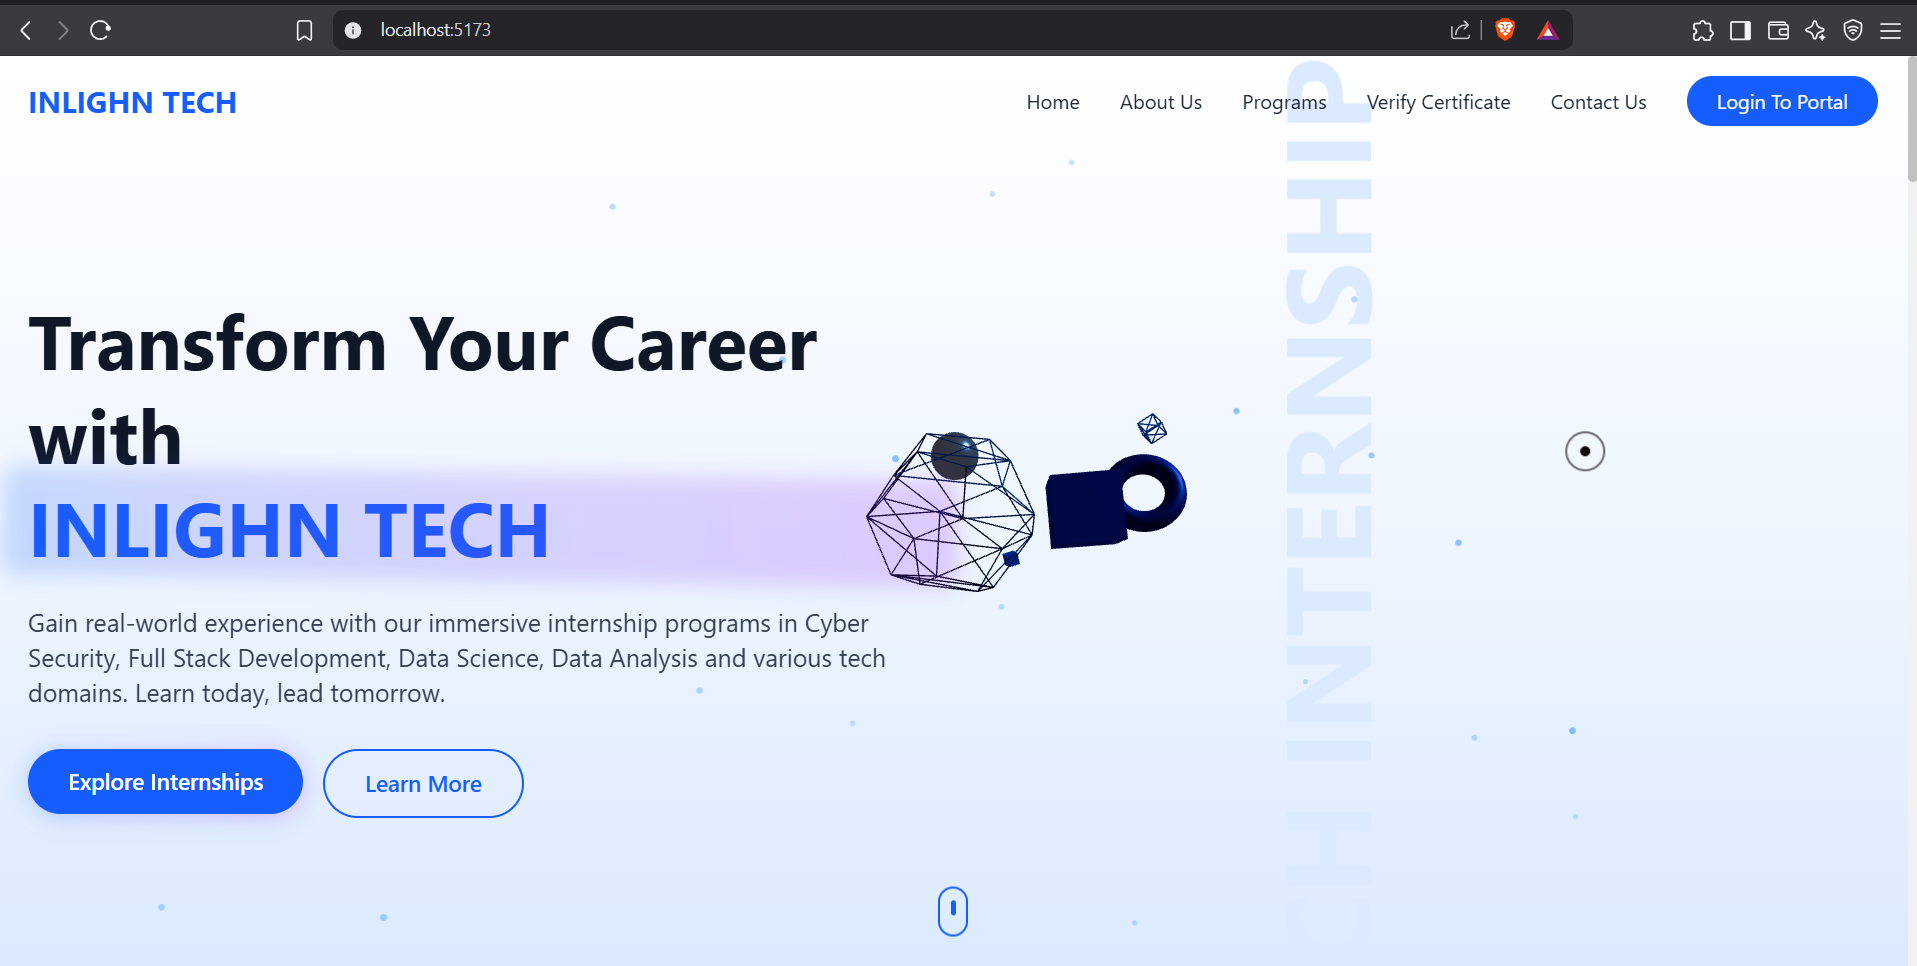 localhost:5173
INLIGHN TECH
Home
About Us
Programs
Verify Certificate
Contact Us
Login To Portal
Transform Your Career
with
INLIGHN TECH
Gain real-world experience with our immersive internship programs in Cyber
Security, Full Stack Development, Data Science, Data Analysis and various tech
domains. Learn today, lead tomorrow.
Explore Internships
Learn More
CH INTERNSHIP